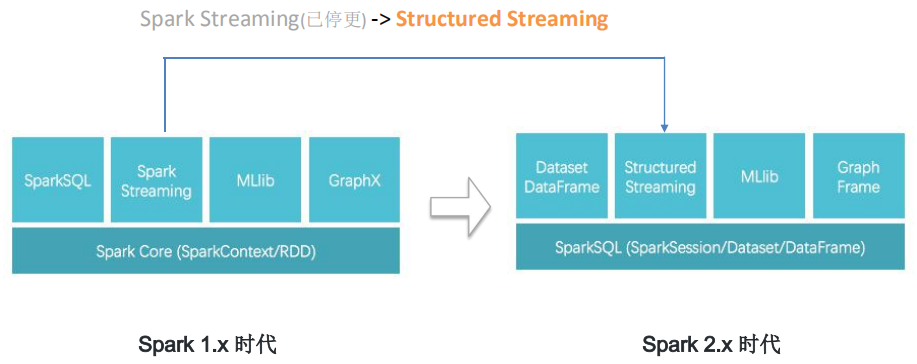 Spark Streaming(已停更) -> Structured Streaming
SparkSQL
Spark
Streaming
MLlib
GraphX
Spark Core (SparkContext/RDD)
Dataset
DataFrame
Structured
Streaming
MLlib
Graph
Frame
SparkSQL (SparkSession/Dataset/DataFrame)
Spark 1.x 时代
Spark 2.x 时代